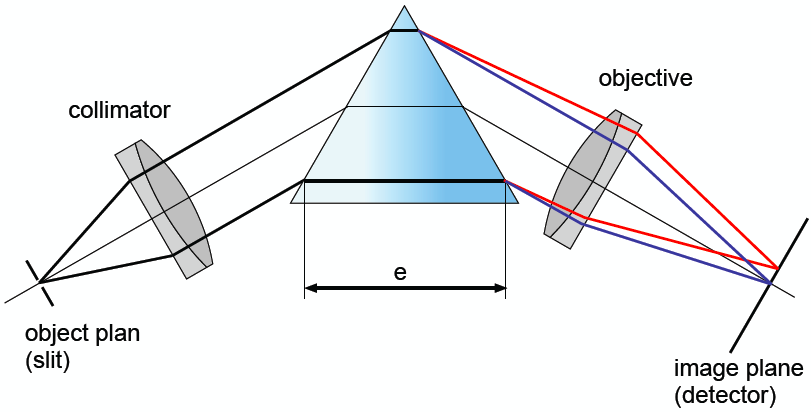 collimator
objective
e
object plan
(slit)
image plane
(detector)